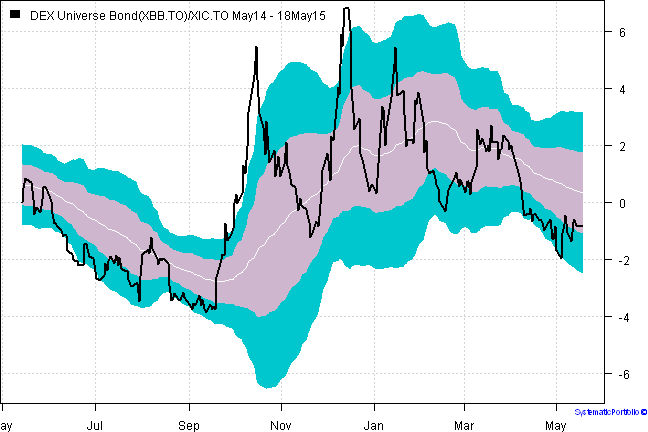 DEX Universe Bond(XBB.TO)/XIC.TO May14 - 18May15
6
4
2
0
-2
-4
-6
ay Jul Sep Nov Jan Mar May
SystematicPortfolio ©